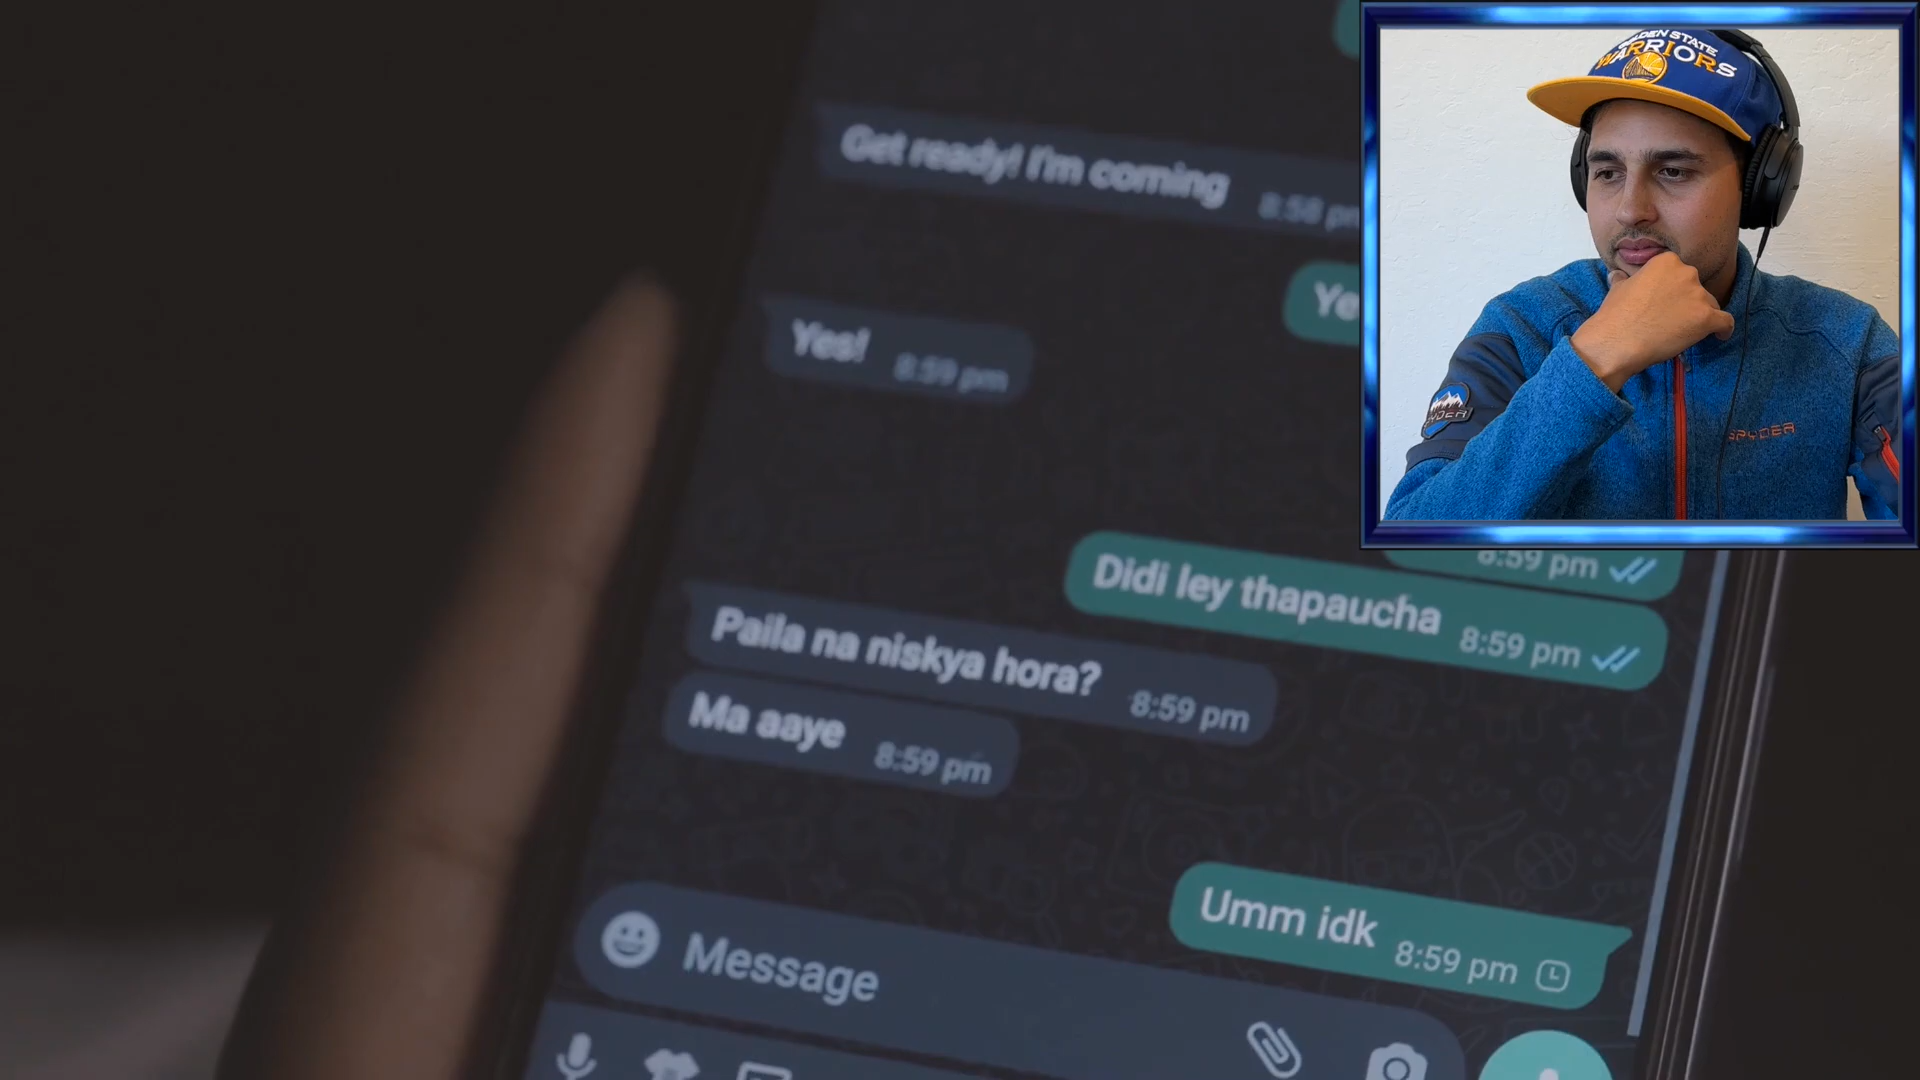 Get ready! I'm coming 8:58 pm
Ye
Yes! 8:59 pm
8:59 pm
Didi ley thapaucha 8:59 pm
Paila na niskya hora? 8:59 pm
Ma aaye 8:59 pm
Umm idk 8:59 pm
Message
GOLDEN STATE
WARRIORS
SPYDER